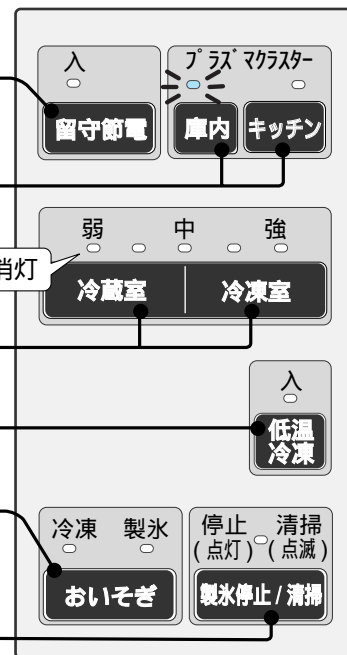 入
プラズマクラスター
留守節電
庫内
キッチン
弱 中 強
消灯
冷蔵室 冷凍室
入
低温
冷凍
冷凍 製氷
停止 清掃
(点灯) (点滅)
おいそぎ
製氷停止/清掃